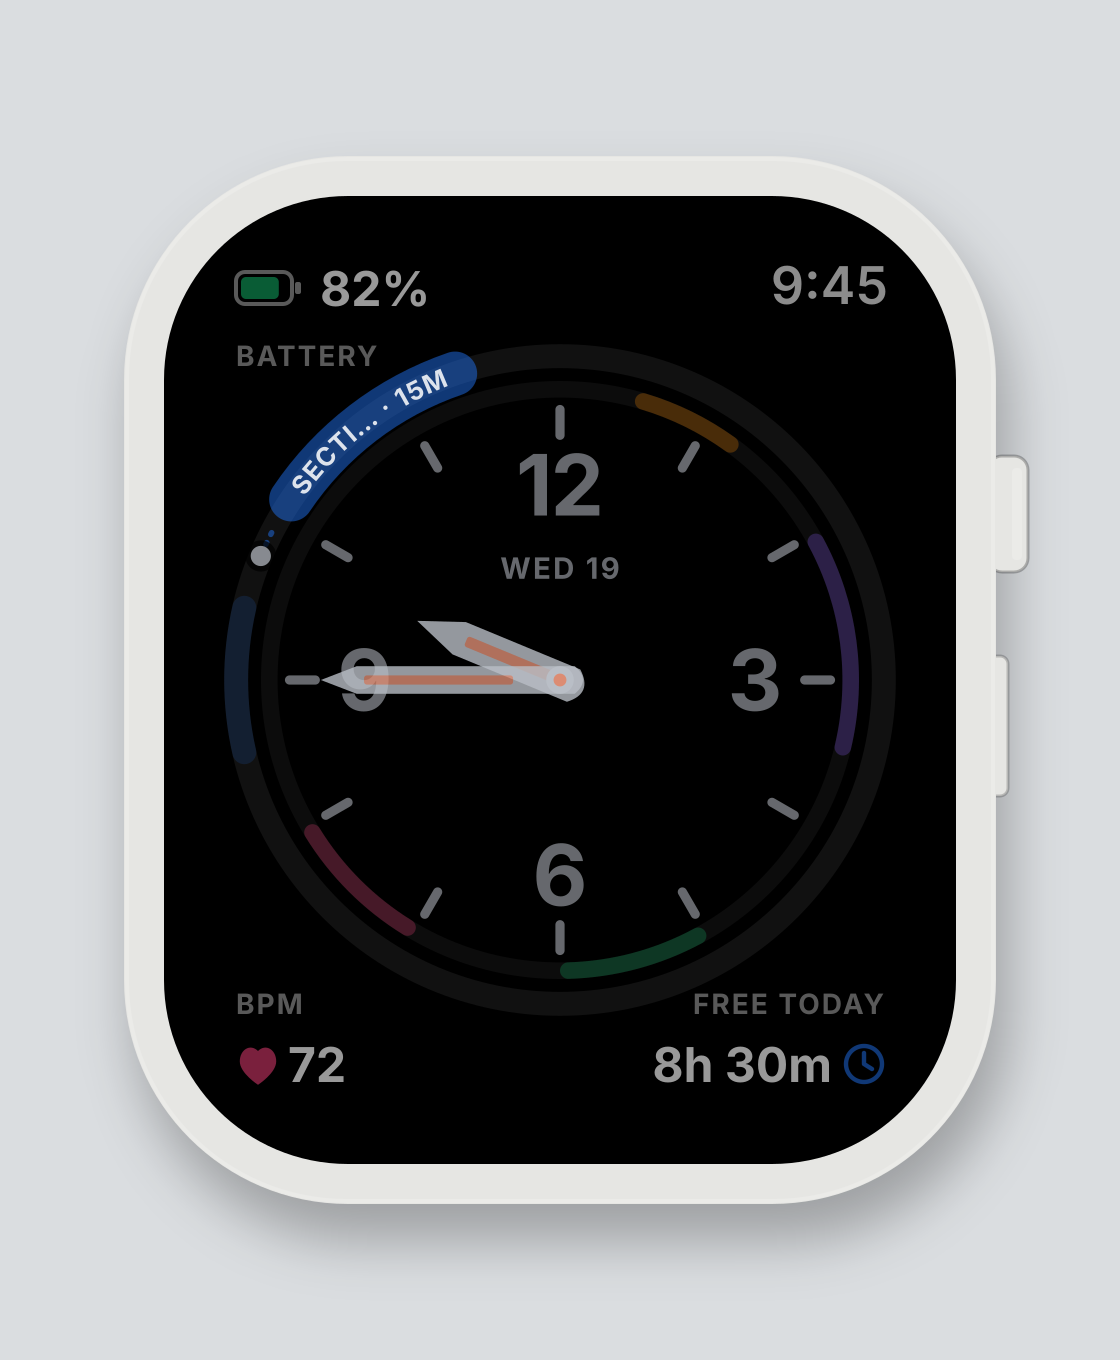 82%
9:45
BATTERY
SECTI... · 15M
12
WED 19
9
3
6
BPM
FREE TODAY
72
8h 30m